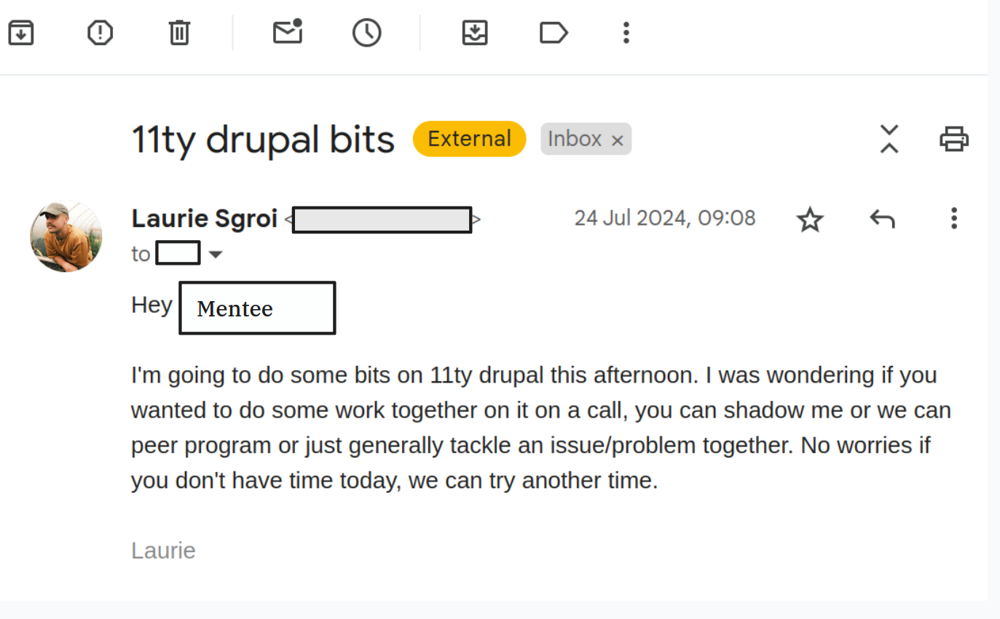 11ty drupal bits External Inbox ×
Laurie Sgroi < > 24 Jul 2024, 09:08
to
Hey Mentee
I'm going to do some bits on 11ty drupal this afternoon. I was wondering if you
wanted to do some work together on it on a call, you can shadow me or we can
peer program or just generally tackle an issue/problem together. No worries if
you don't have time today, we can try another time.
Laurie